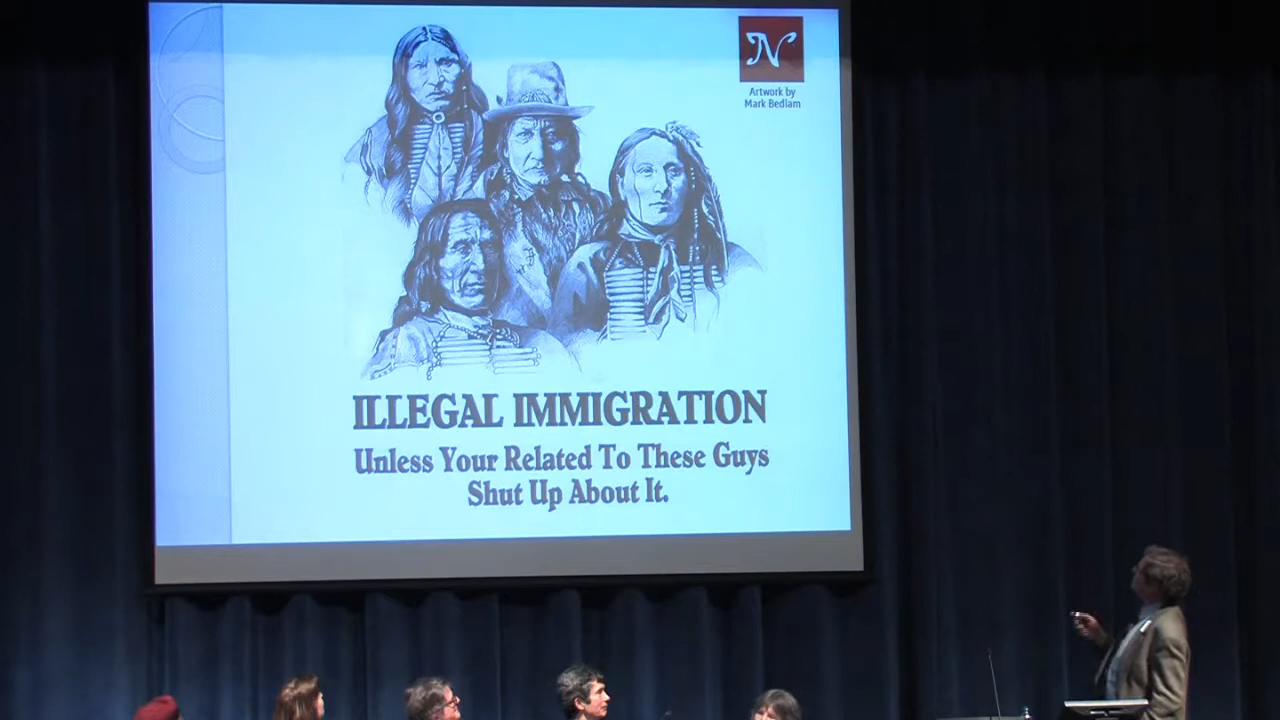 N
Artwork by
Mark Bedlam
ILLEGAL IMMIGRATION
Unless Your Related To These Guys
Shut Up About It.